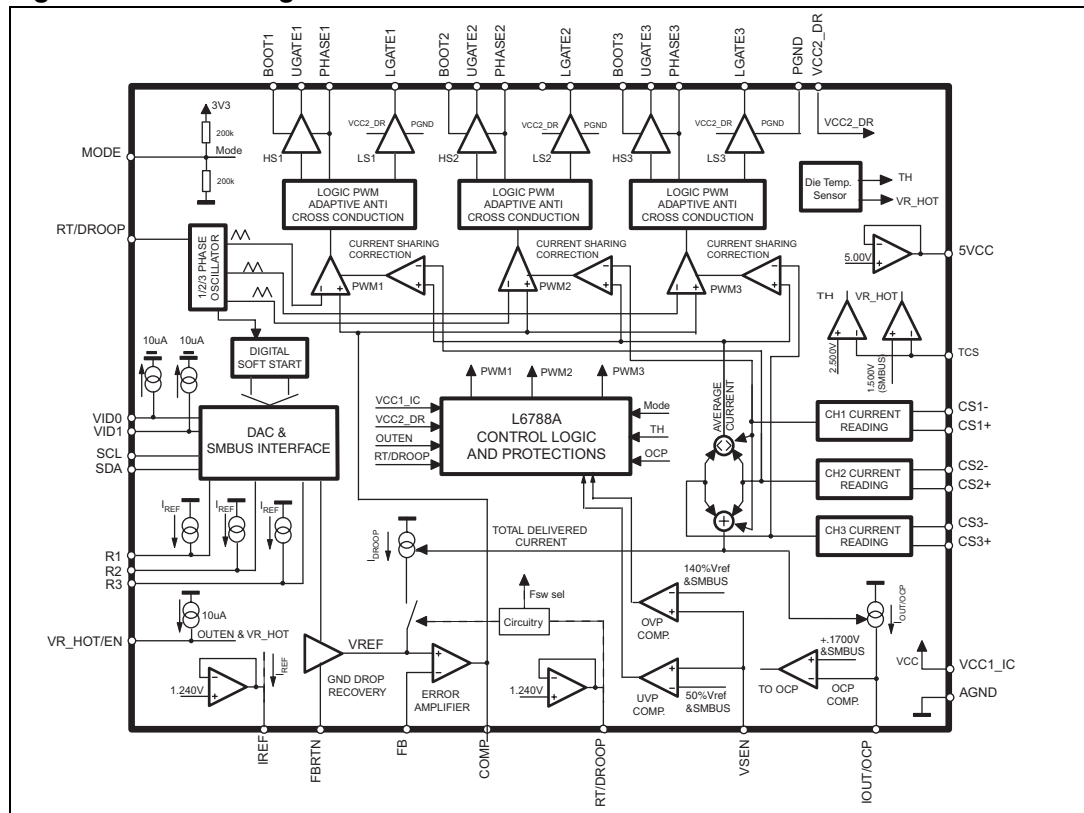 BOOT1
UGATE1
PHASE1
LGATE1
BOOT2
UGATE2
PHASE2
LGATE2
BOOT3
UGATE3
PHASE3
LGATE3
PGND
VCC2_DR
3V3
200k
MODE
Mode
200k
HS1
VCC2_DR
LS1
PGND
HS2
VCC2_DR
LS2
PGND
HS3
VCC2_DR
LS3
PGND
VCC2_DR
LOGIC PWM
ADAPTIVE ANTI
CROSS CONDUCTION
LOGIC PWM
ADAPTIVE ANTI
CROSS CONDUCTION
LOGIC PWM
ADAPTIVE ANTI
CROSS CONDUCTION
Die Temp.
Sensor
TH
VR_HOT
RT/DROOP
1/2/3 PHASE
OSCILLATOR
CURRENT SHARING
CORRECTION
PWM1
CURRENT SHARING
CORRECTION
PWM2
CURRENT SHARING
CORRECTION
PWM3
5.00V
5VCC
TH
VR_HOT
2.500V
1.500V
(SMBUS)
TCS
10uA
10uA
DIGITAL
SOFT START
VID0
VID1
SCL
SDA
DAC &
SMBUS INTERFACE
PWM1
PWM2
PWM3
VCC1_IC
VCC2_DR
OUTEN
RT/DROOP
L6788A
CONTROL LOGIC
AND PROTECTIONS
Mode
TH
OCP
AVERAGE
CURRENT
CH1 CURRENT
READING
CS1-
CS1+
CH2 CURRENT
READING
CS2-
CS2+
CH3 CURRENT
READING
CS3-
CS3+
IREF
IREF
IREF
R1
R2
R3
IDROOP
TOTAL DELIVERED
CURRENT
10uA
VR_HOT/EN
OUTEN & VR_HOT
Fsw sel
Circuitry
140%Vref
&SMBUS
OVP
COMP.
IOUT/OCP
VREF
GND DROP
RECOVERY
ERROR
AMPLIFIER
1.240V
IREF
1.240V
UVP
COMP.
50%Vref
&SMBUS
+.1700V
&SMBUS
TO OCP
OCP
COMP.
VCC
VCC1_IC
AGND
IREF
FBRTN
FB
COMP
RT/DROOP
VSEN
IOUT/OCP